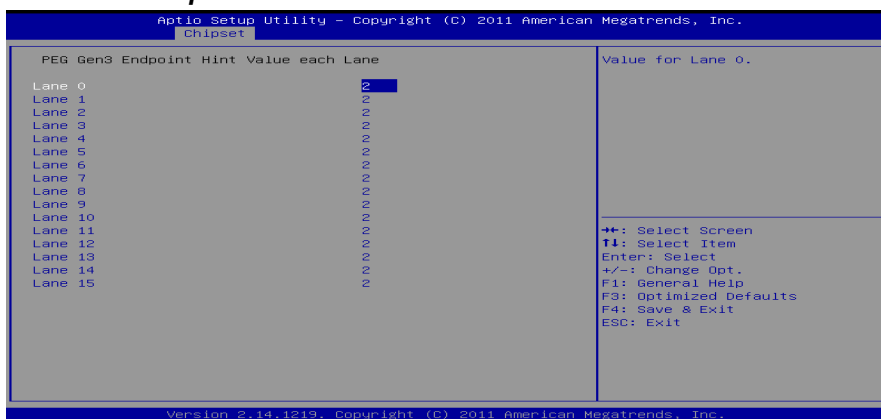 Aptio Setup Utility – Copyright (C) 2011 American Megatrends, Inc.
Chipset
PEG Gen3 Endpoint Hint Value each Lane
Lane 0 2
Lane 1 2
Lane 2 2
Lane 3 2
Lane 4 2
Lane 5 2
Lane 6 2
Lane 7 2
Lane 8 2
Lane 9 2
Lane 10 2
Lane 11 2
Lane 12 2
Lane 13 2
Lane 14 2
Lane 15 2
Value for Lane 0.
→←: Select Screen
↑↓: Select Item
Enter: Select
+/-: Change Opt.
F1: General Help
F3: Optimized Defaults
F4: Save & Exit
ESC: Exit
Version 2.14.1219. Copyright (C) 2011 American Megatrends, Inc.